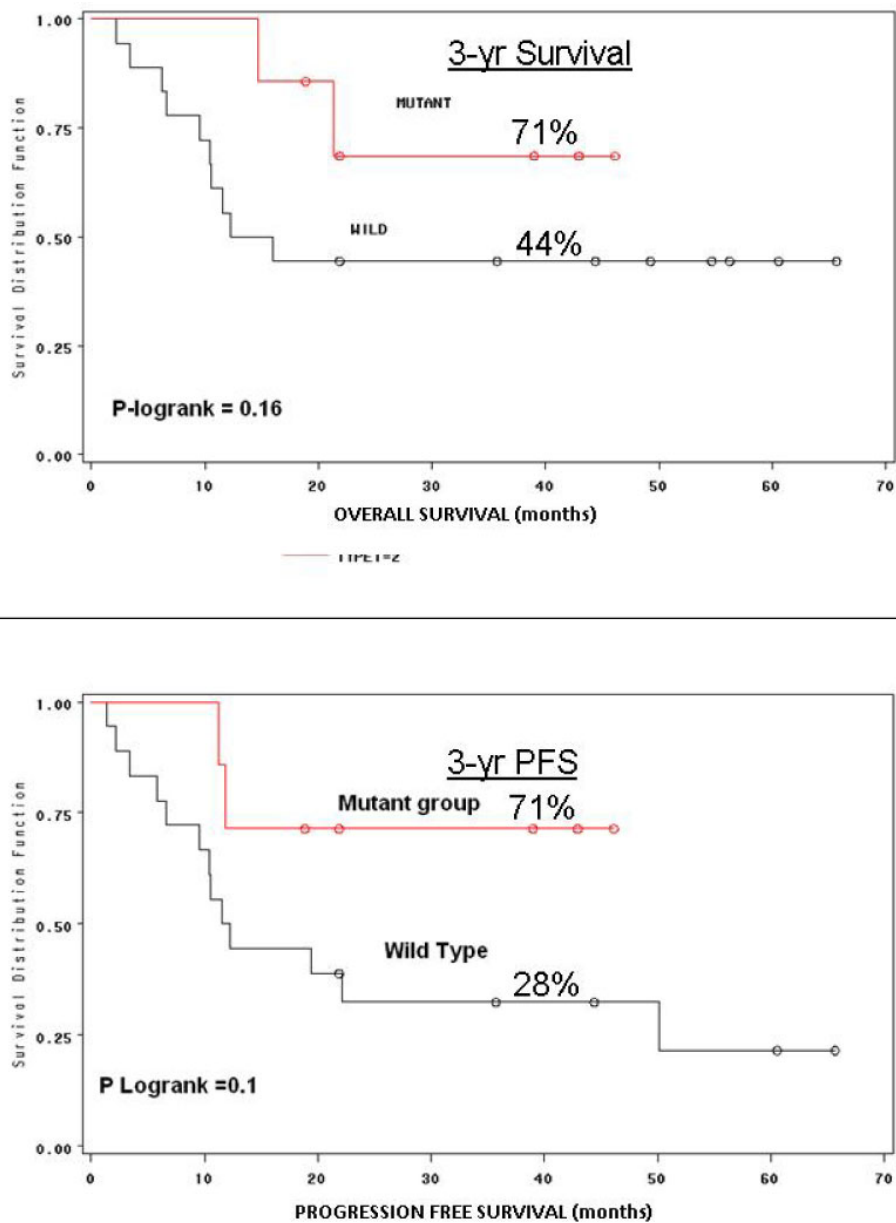 3-yr Survival
MUTANT
71%
WILD
44%
P-logrank = 0.16
Survival Distribution Function
1.00
0.75
0.50
0.25
0.00
0 10 20 30 40 50 60 70
OVERALL SURVIVAL (months)
3-yr PFS
Mutant group 71%
Wild Type
28%
P Logrank =0.1
Survival Distribution Function
1.00
0.75
0.50
0.25
0.00
0 10 20 30 40 50 60 70
PROGRESSION FREE SURVIVAL (months)